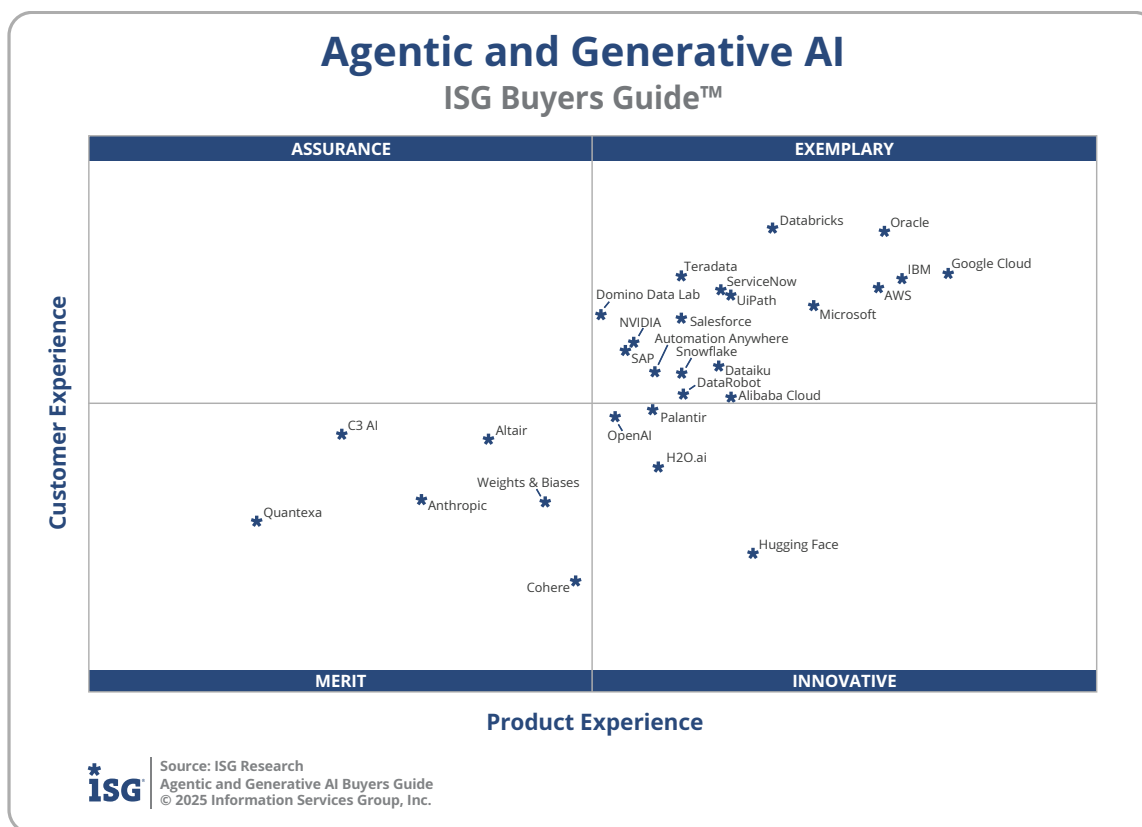 Agentic and Generative AI
ISG Buyers Guide™
ASSURANCE
EXEMPLARY
Databricks
Oracle
Teradata
IBM
Google Cloud
ServiceNow
Domino Data Lab
UiPath
AWS
Microsoft
NVIDIA
Salesforce
Automation Anywhere
SAP
Snowflake
Dataiku
DataRobot
Alibaba Cloud
Customer Experience
C3 AI
Altair
Palantir
OpenAI
H2O.ai
Weights & Biases
Anthropic
Quantexa
Hugging Face
Cohere
MERIT
INNOVATIVE
Product Experience
ISG
Source: ISG Research
Agentic and Generative AI Buyers Guide
© 2025 Information Services Group, Inc.